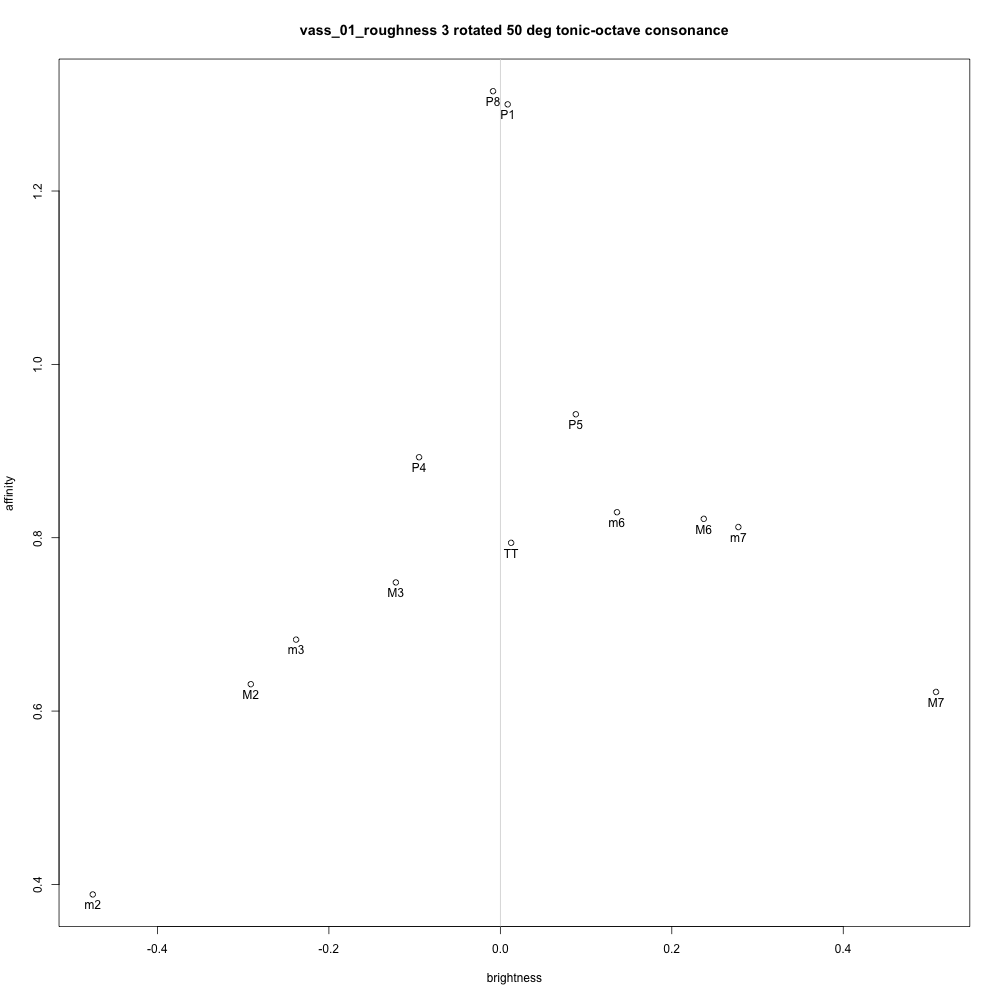 vass_01_roughness 3 rotated 50 deg tonic-octave consonance
P8
P1
1.2
1.0
P5
P4
affinity
m6
M6
m7
0.8
TT
M3
m3
M2
0.6
M7
0.4
m2
-0.4 -0.2 0.0 0.2 0.4
brightness